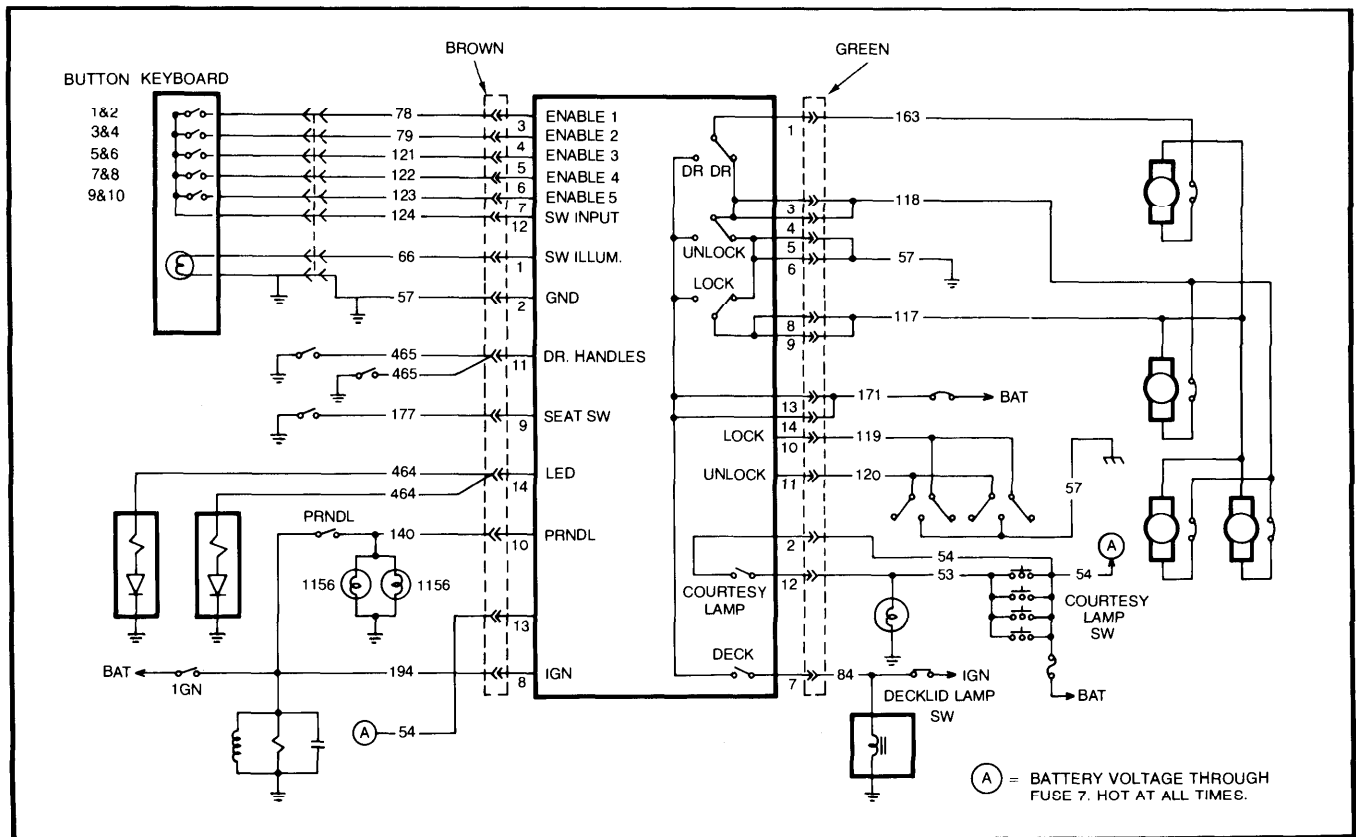 BROWN
GREEN
BUTTON KEYBOARD
1&2
3&4
5&6
7&8
9&10
78
79
121
122
123
124
66
57
465
465
177
464
464
PRNDL
140
1156
1156
BAT
1GN
194
A
54
3
4
5
6
7
12
1
2
11
9
14
10
13
8
ENABLE 1
ENABLE 2
ENABLE 3
ENABLE 4
ENABLE 5
SW INPUT
SW ILLUM.
GND
DR. HANDLES
SEAT SW
LED
PRNDL
IGN
DR DR
UNLOCK
LOCK
LOCK
UNLOCK
COURTESY
LAMP
DECK
1
3
4
5
6
8
9
13
14
10
11
2
12
7
163
118
57
117
171
BAT
119
120
57
54
53
54
A
COURTESY
LAMP
SW
BAT
84
IGN
DECKLID LAMP
SW
A = BATTERY VOLTAGE THROUGH
FUSE 7. HOT AT ALL TIMES.